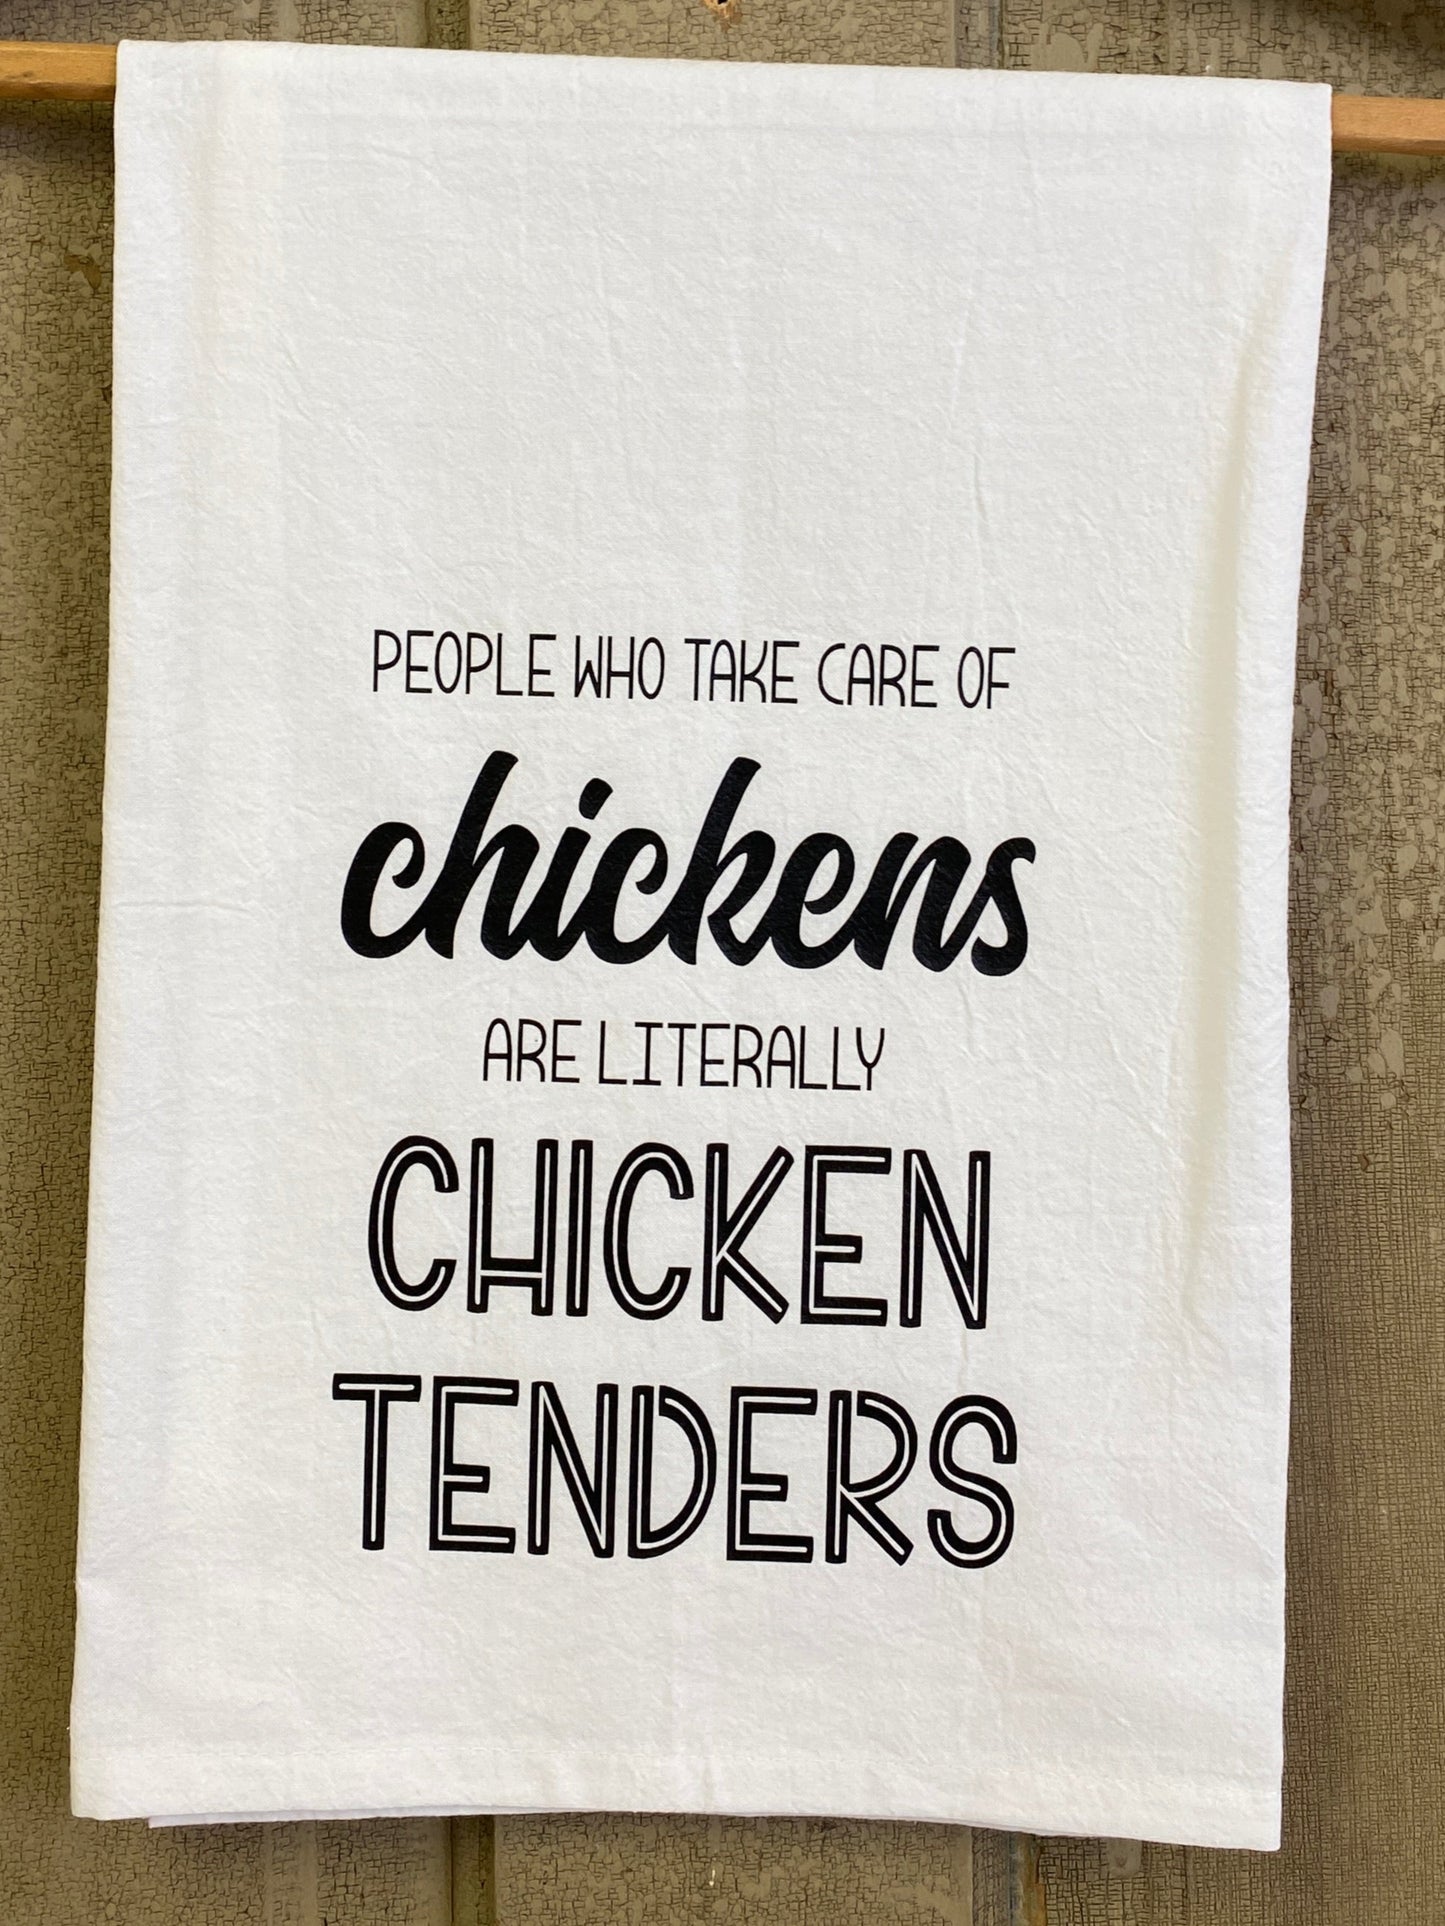 PEOPLE WHO TAKE CARE OF
chickens
ARE LITERALLY
CHICKEN
TENDERS